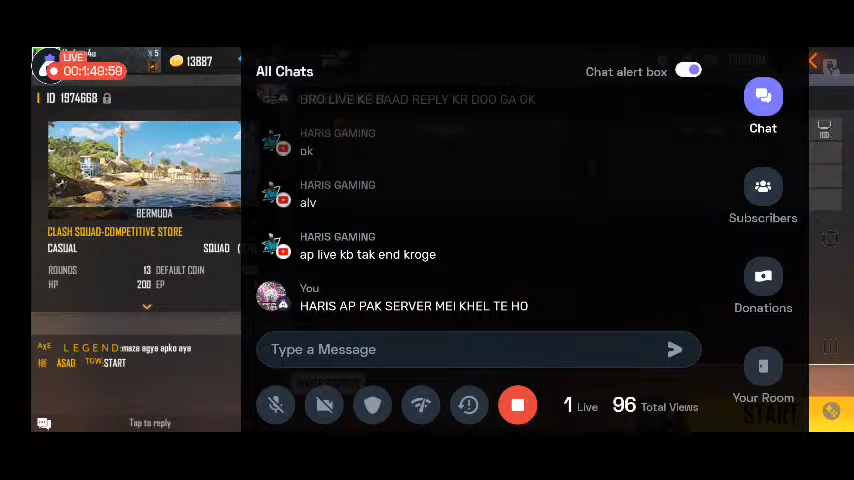 LIVE
00:1:49:59
13887
ID 1974668
BERMUDA
CLASH SQUAD-COMPETITIVE STORE
CASUAL
SQUAD
ROUNDS 13 DEFAULT COIN
HP 200 EP
LEGEND:maza agya apko aya
ASAD TGW.START
Tap to reply
All Chats
Chat alert box
BRO LIVE KE BAAD REPLY KR DOO GA OK
HARIS GAMING
ok
HARIS GAMING
alv
HARIS GAMING
ap live kb tak end kroge
You
HARIS AP PAK SERVER MEI KHEL TE HO
Type a Message
1 Live 96 Total Views
Chat
Subscribers
Donations
Your Room
START